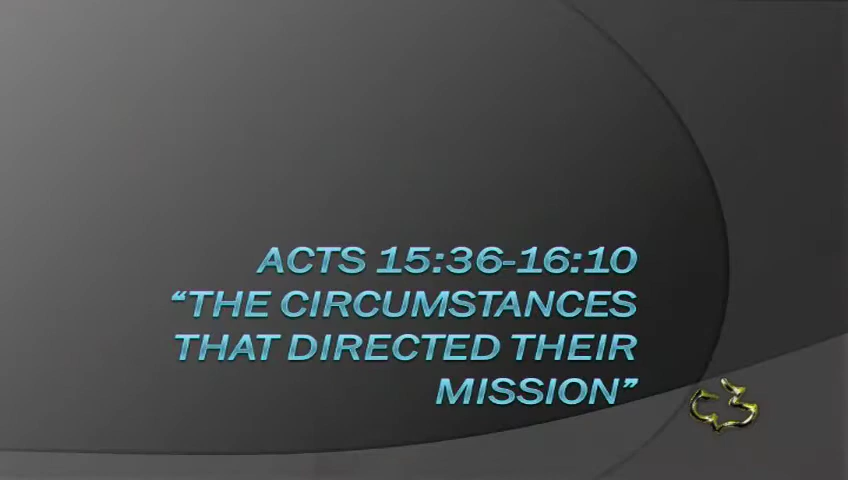 ACTS 15:36-16:10
“THE CIRCUMSTANCES
THAT DIRECTED THEIR
MISSION”